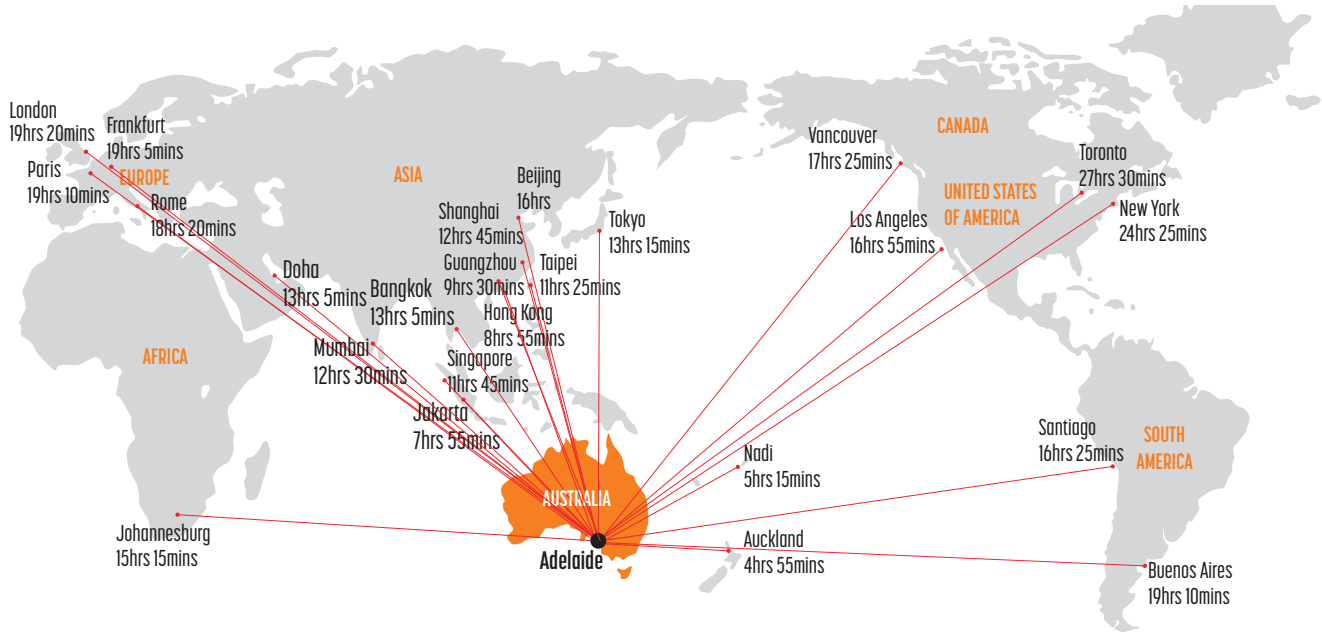 London
19hrs 20mins
Frankfurt
19hrs 5mins
Paris
19hrs 10mins
EUROPE
Rome
18hrs 20mins
ASIA
Beijing
16hrs
Shanghai
12hrs 45mins
Tokyo
13hrs 15mins
Guangzhou
9hrs 30mins
Taipei
11hrs 25mins
Doha
13hrs 5mins
Bangkok
13hrs 5mins
Hong Kong
8hrs 55mins
Mumbai
12hrs 30mins
Singapore
11hrs 45mins
Jakarta
7hrs 55mins
AFRICA
Johannesburg
15hrs 15mins
AUSTRALIA
Adelaide
Nadi
5hrs 15mins
Auckland
4hrs 55mins
CANADA
Vancouver
17hrs 25mins
Toronto
27hrs 30mins
UNITED STATES
OF AMERICA
New York
24hrs 25mins
Los Angeles
16hrs 55mins
Santiago
16hrs 25mins
SOUTH
AMERICA
Buenos Aires
19hrs 10mins